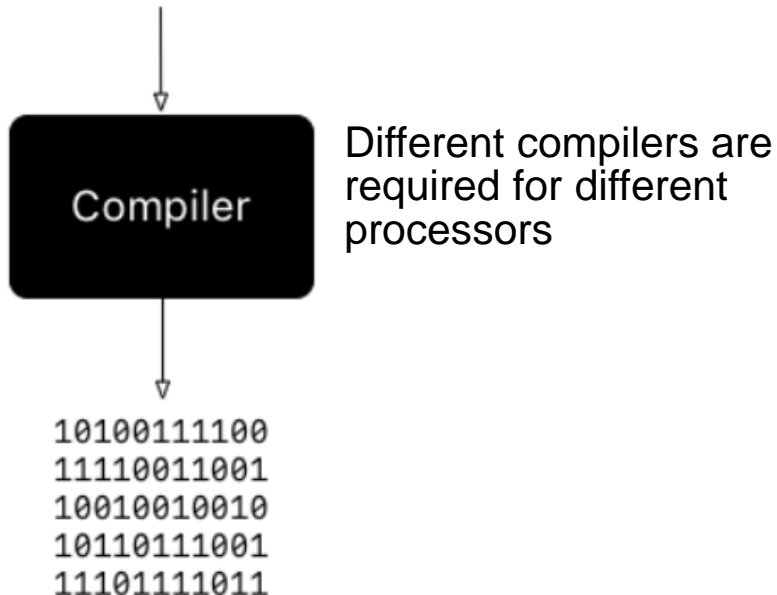 Compiler
Different compilers are
required for different
processors
10100111100
11110011001
10010010010
10110111001
11101111011